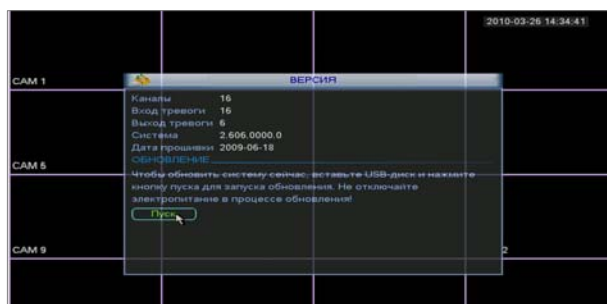 2010-03-26 14:34:41
CAM 1
ВЕРСИЯ
Каналы 16
Вход тревоги 16
Выход тревоги 6
Система 2.606.0000.0
Дата прошивки 2009-06-18
ОБНОВЛЕНИЕ
CAM 5
Чтобы обновить систему сейчас, вставьте USB-диск и нажмите
кнопку пуска для запуска обновления. Не отключайте
электропитание в процессе обновления!
Пуск
CAM 9
2